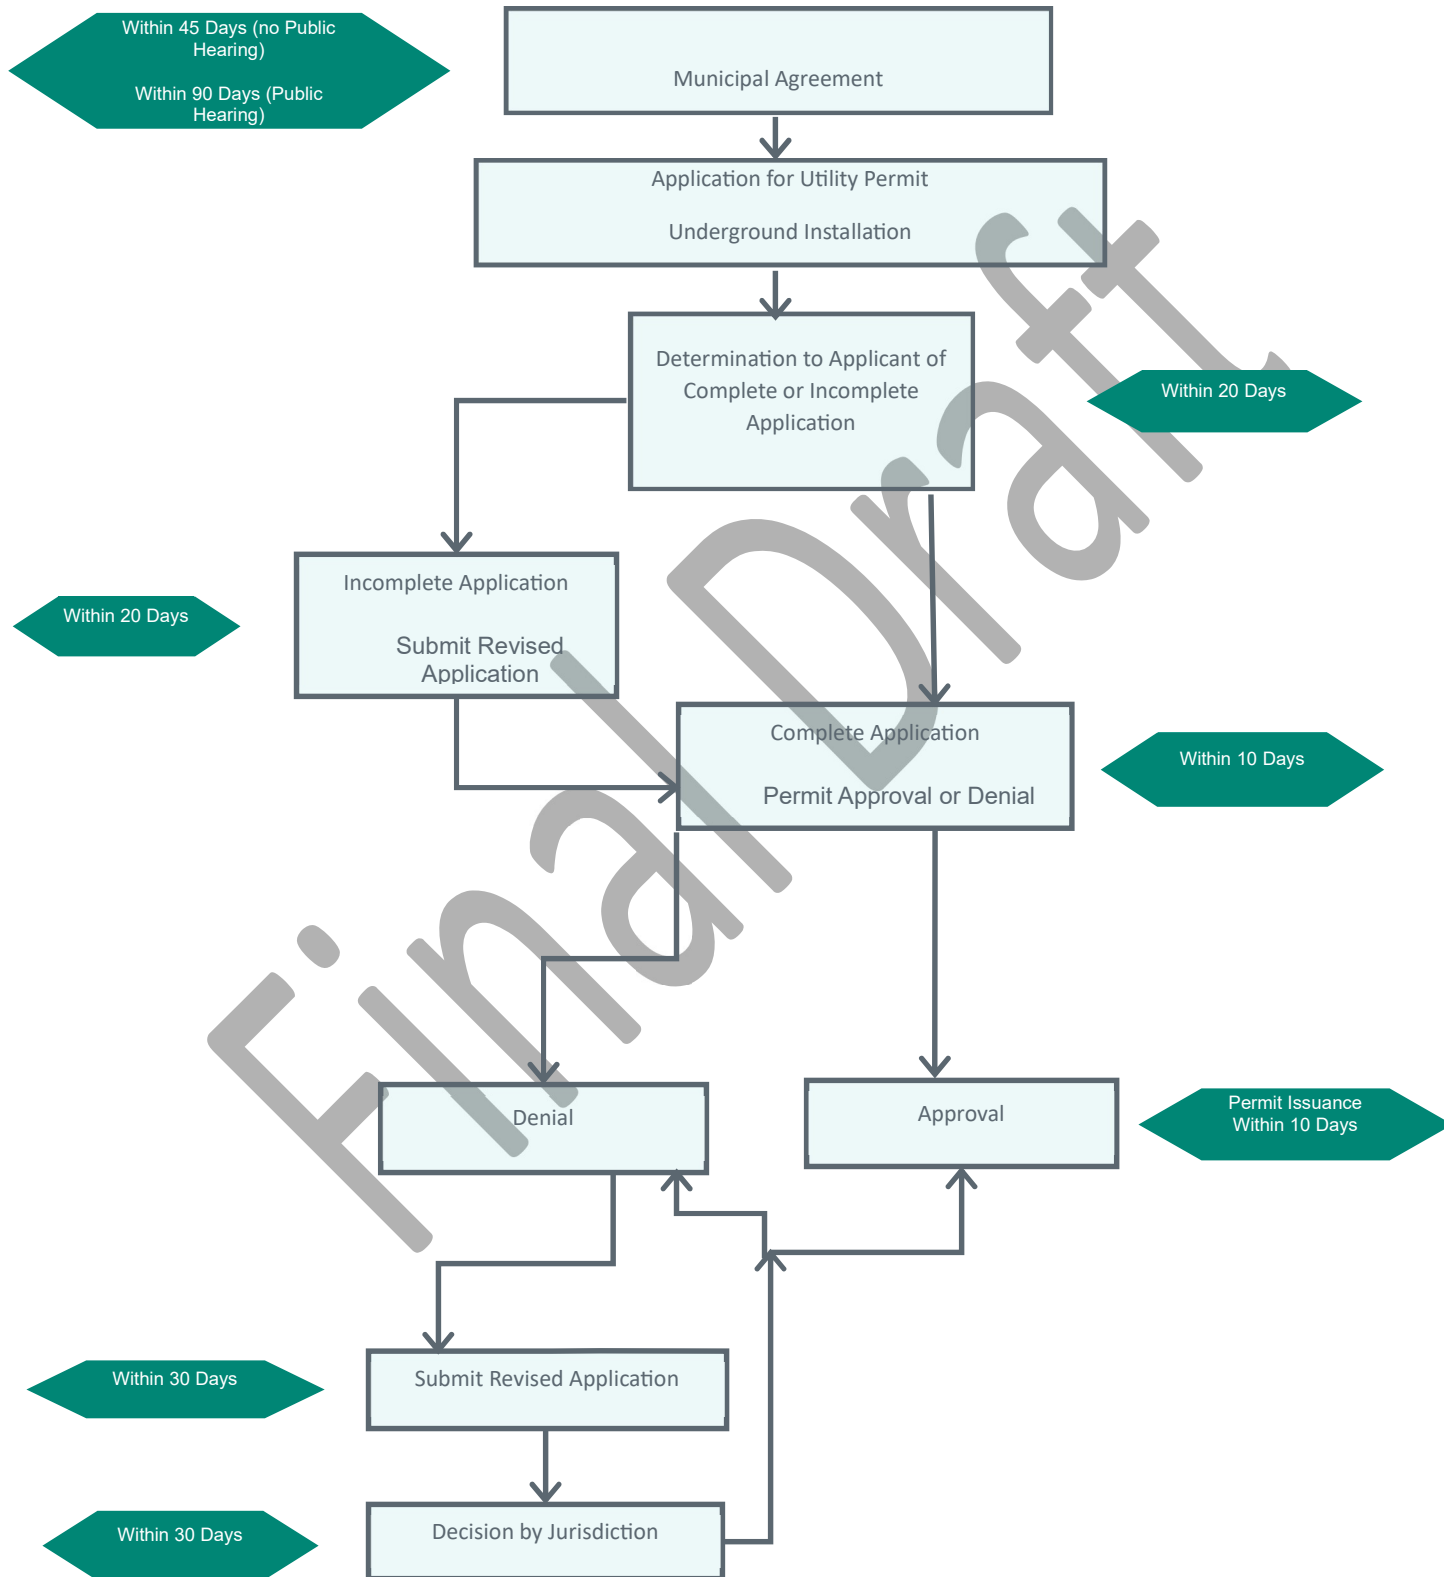 Within 45 Days (no Public
Hearing)
Within 90 Days (Public
Hearing)
Municipal Agreement
Application for Utility Permit
Underground Installation
Determination to Applicant of
Complete or Incomplete
Application
Within 20 Days
Incomplete Application
Submit Revised
Application
Within 20 Days
Complete Application
Permit Approval or Denial
Within 10 Days
Denial
Approval
Permit Issuance
Within 10 Days
Within 30 Days
Submit Revised Application
Within 30 Days
Decision by Jurisdiction
Final Draft